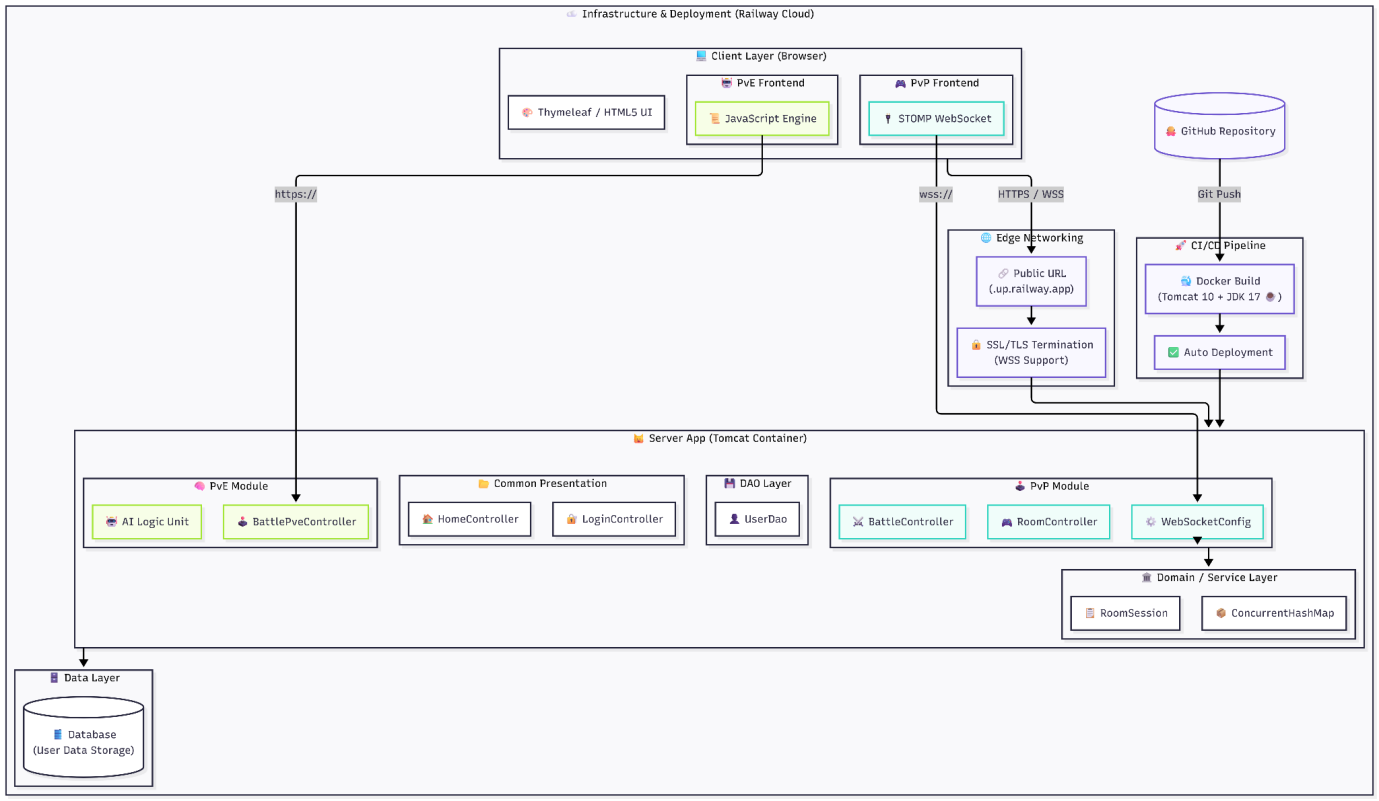 ☁️ Infrastructure & Deployment (Railway Cloud)
💻 Client Layer (Browser)
🎨 Thymeleaf / HTML5 UI
🤖 PvE Frontend
📜 JavaScript Engine
🎮 PvP Frontend
🔌 STOMP WebSocket
🐙 GitHub Repository
https://
wss://
HTTPS / WSS
Git Push
🌐 Edge Networking
🔗 Public URL
(.up.railway.app)
🔒 SSL/TLS Termination
(WSS Support)
🚀 CI/CD Pipeline
🐳 Docker Build
(Tomcat 10 + JDK 17 ☕ )
✅ Auto Deployment
🐱 Server App (Tomcat Container)
🧠 PvE Module
🤖 AI Logic Unit
🕹️ BattlePveController
📁 Common Presentation
🏠 HomeController
🔐 LoginController
💾 DAO Layer
👤 UserDao
🕹️ PvP Module
⚔️ BattleController
🎮 RoomController
⚙️ WebSocketConfig
🏛️ Domain / Service Layer
📋 RoomSession
📦 ConcurrentHashMap
🗄️ Data Layer
🛢️ Database
(User Data Storage)